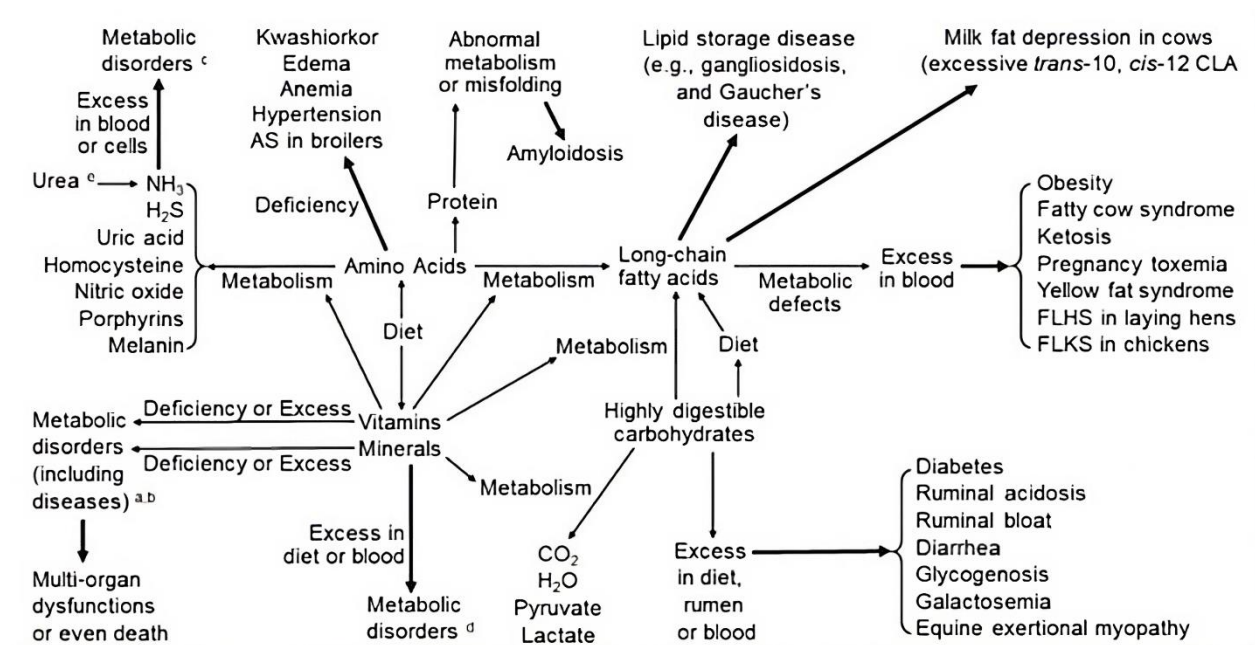 Metabolic
disorders c
Excess
in blood
or cells
Urea e
NH3
H2S
Uric acid
Homocysteine
Nitric oxide
Porphyrins
Melanin
Metabolism
Kwashiorkor
Edema
Anemia
Hypertension
AS in broilers
Deficiency
Amino Acids
Abnormal
metabolism
or misfolding
Amyloidosis
Protein
Metabolism
Lipid storage disease
(e.g., gangliosidosis,
and Gaucher's
disease)
Long-chain
fatty acids
Milk fat depression in cows
(excessive trans-10, cis-12 CLA
Metabolic
defects
Excess
in blood
Obesity
Fatty cow syndrome
Ketosis
Pregnancy toxemia
Yellow fat syndrome
FLHS in laying hens
FLKS in chickens
Diet
Metabolism
Diet
Deficiency or Excess
Vitamins
Minerals
Deficiency or Excess
Metabolic
disorders
(including
diseases) a.b
Multi-organ
dysfunctions
or even death
Metabolism
Excess in
diet or blood
Metabolic
disorders d
Highly digestible
carbohydrates
CO2
H2O
Pyruvate
Lactate
Excess
in diet,
rumen
or blood
Diabetes
Ruminal acidosis
Ruminal bloat
Diarrhea
Glycogenosis
Galactosemia
Equine exertional myopathy